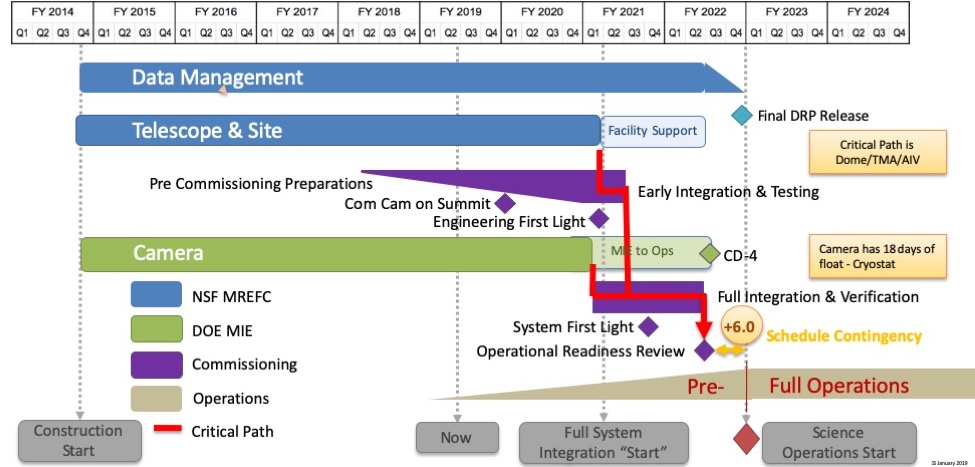 FY 2014 FY 2015 FY 2016 FY 2017 FY 2018 FY 2019 FY 2020 FY 2021 FY 2022 FY 2023 FY 2024
Q1 Q2 Q3 Q4 Q1 Q2 Q3 Q4 Q1 Q2 Q3 Q4 Q1 Q2 Q3 Q4 Q1 Q2 Q3 Q4 Q1 Q2 Q3 Q4 Q1 Q2 Q3 Q4 Q1 Q2 Q3 Q4 Q1 Q2 Q3 Q4 Q1 Q2 Q3 Q4 Q1 Q2 Q3 Q4
Data Management
Final DRP Release
Telescope & Site
Facility Support
Critical Path is
Dome/TMA/AIV
Pre Commissioning Preparations
Early Integration & Testing
Com Cam on Summit
Engineering First Light
Camera
MIE to Ops
CD-4
Camera has 18 days of
float - Cryostat
NSF MREFC
Full Integration & Verification
DOE MIE
System First Light
+6.0
Schedule Contingency
Operational Readiness Review
Commissioning
Operations
Pre-
Full Operations
Critical Path
Construction
Start
Now
Full System
Integration “Start”
Science
Operations Start
15 January 2019